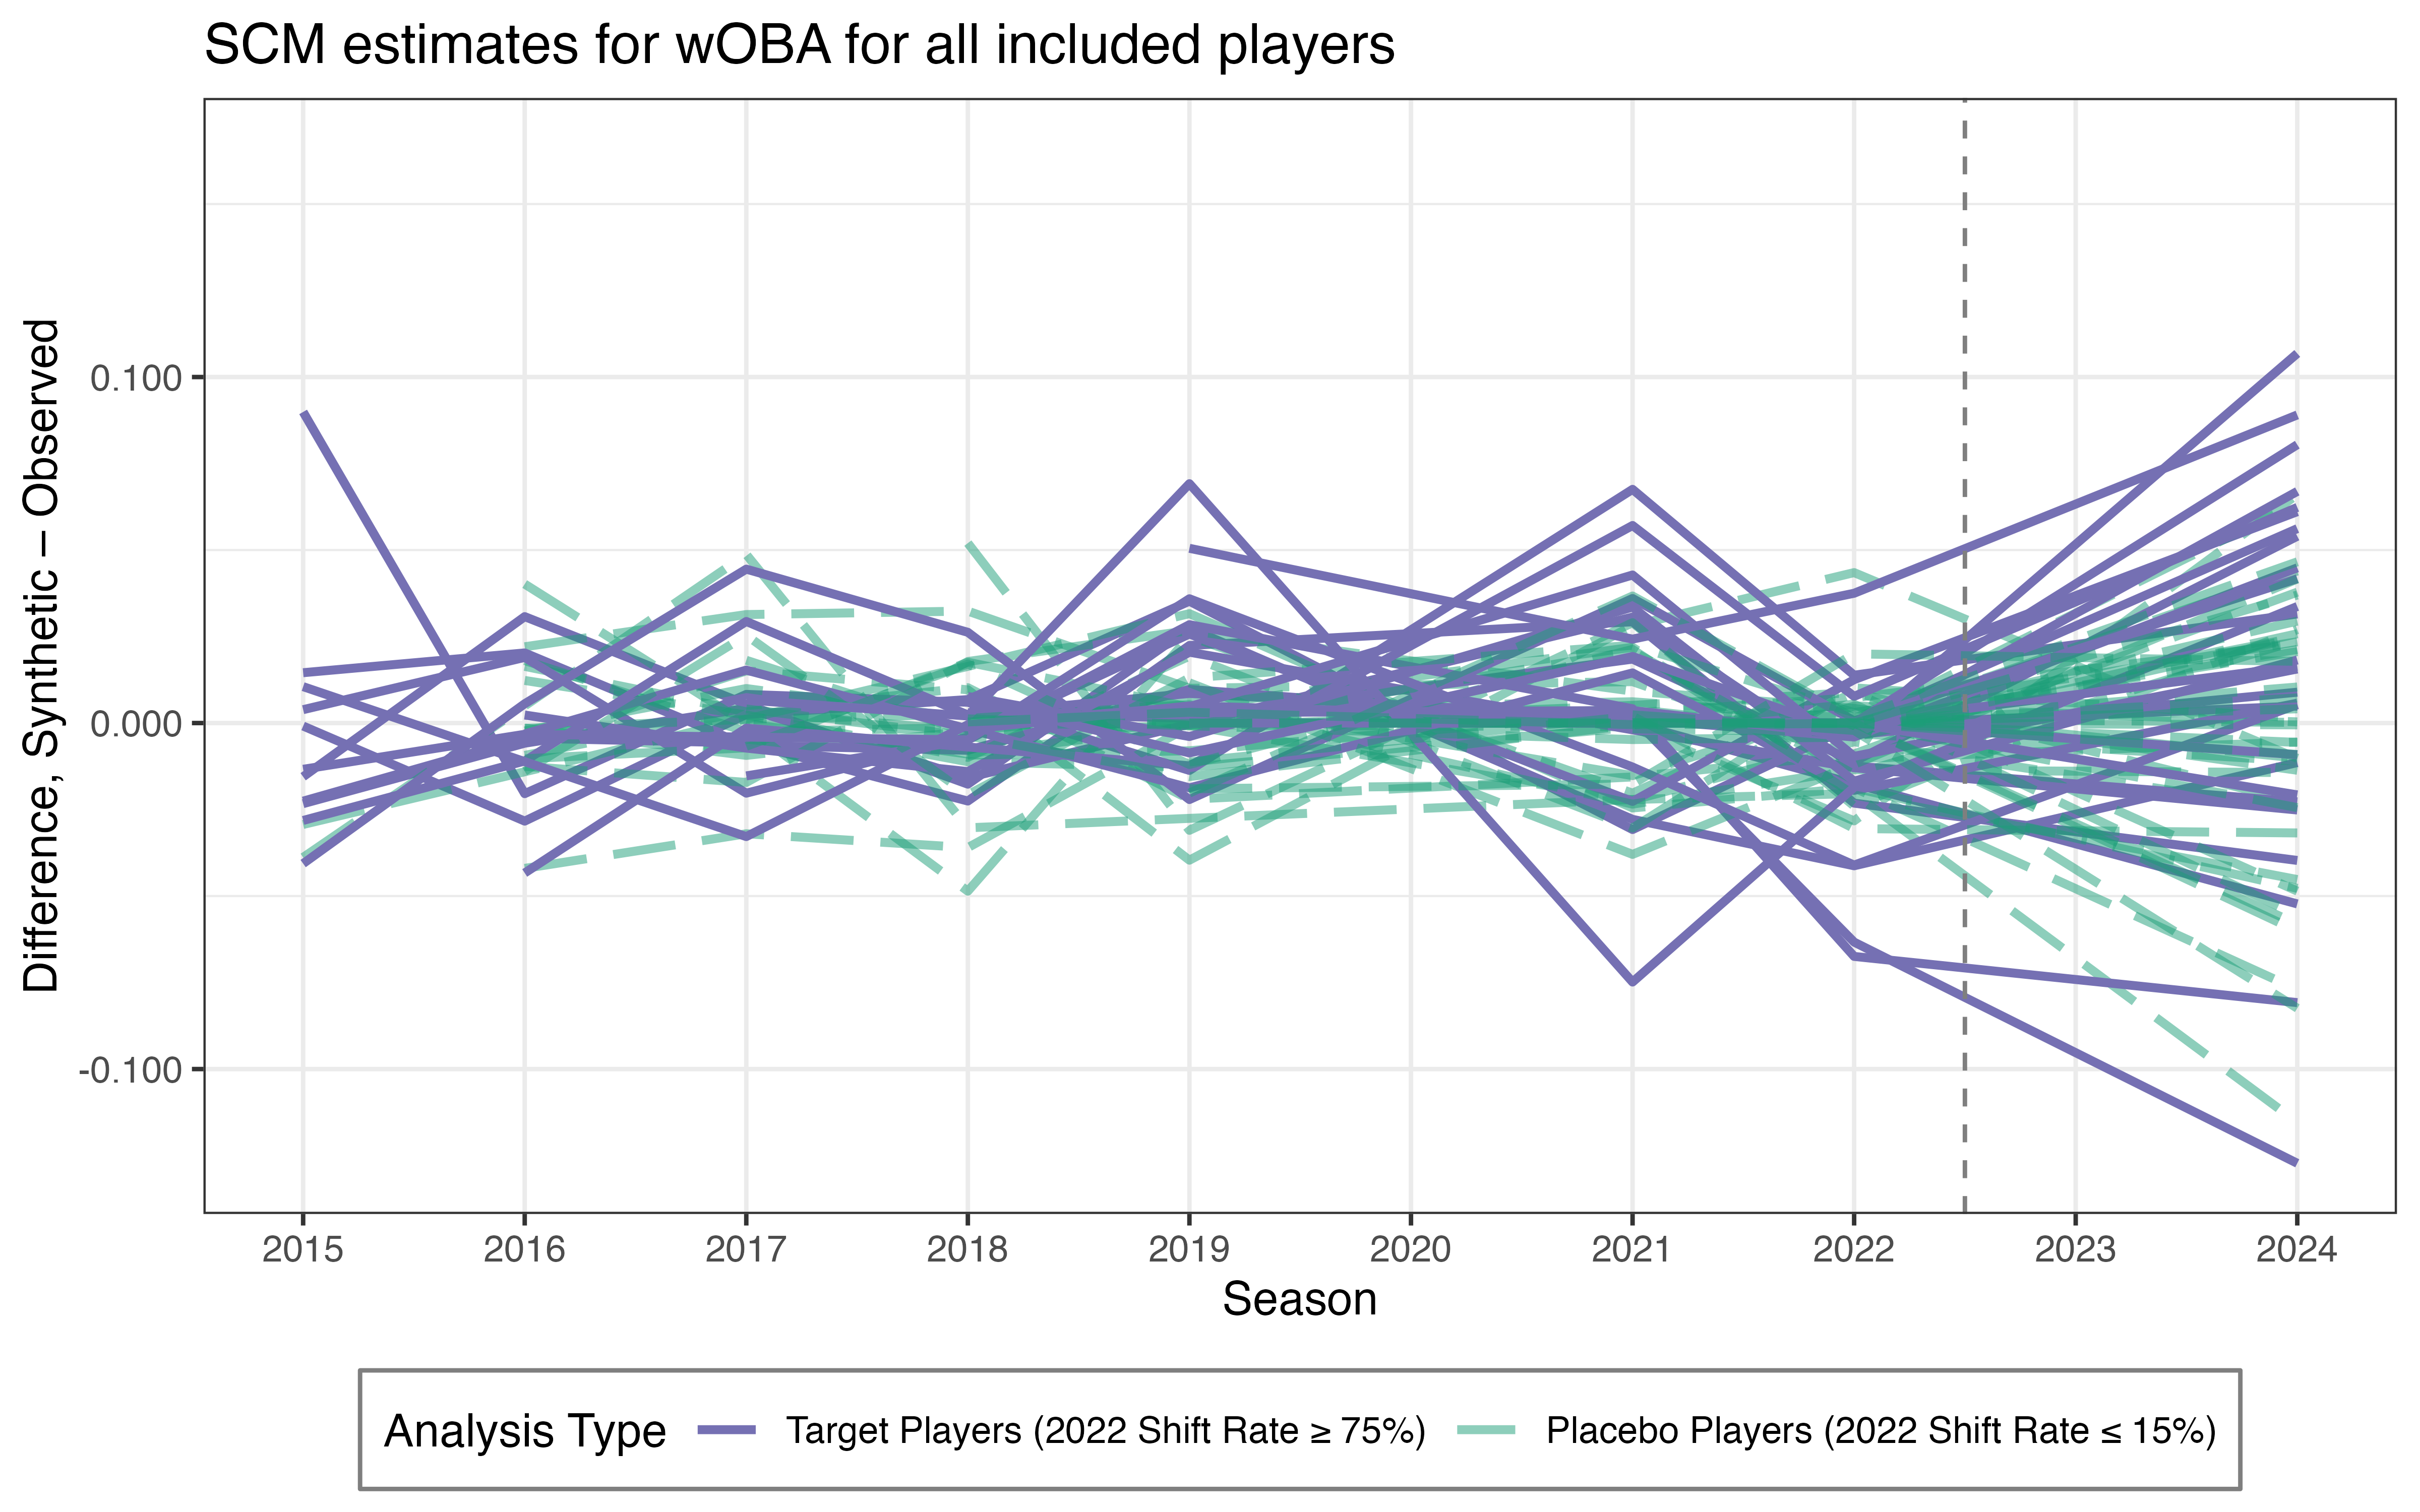 SCM estimates for wOBA for all included players
Difference, Synthetic – Observed
0.100
0.000
-0.100
2015 2016 2017 2018 2019 2020 2021 2022 2023 2024
Season
Analysis Type Target Players (2022 Shift Rate ≥ 75%) Placebo Players (2022 Shift Rate ≤ 15%)